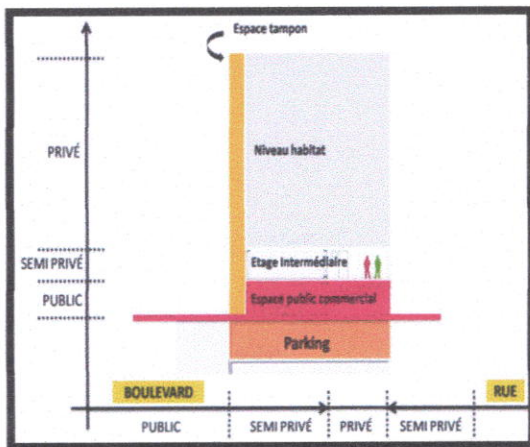 Espace tampon
PRIVÉ
Niveau habitat
SEMI PRIVÉ
Etage Intermédiaire
PUBLIC
Espace public commercial
Parking
BOULEVARD
RUE
PUBLIC
SEMI PRIVÉ
PRIVÉ
SEMI PRIVÉ